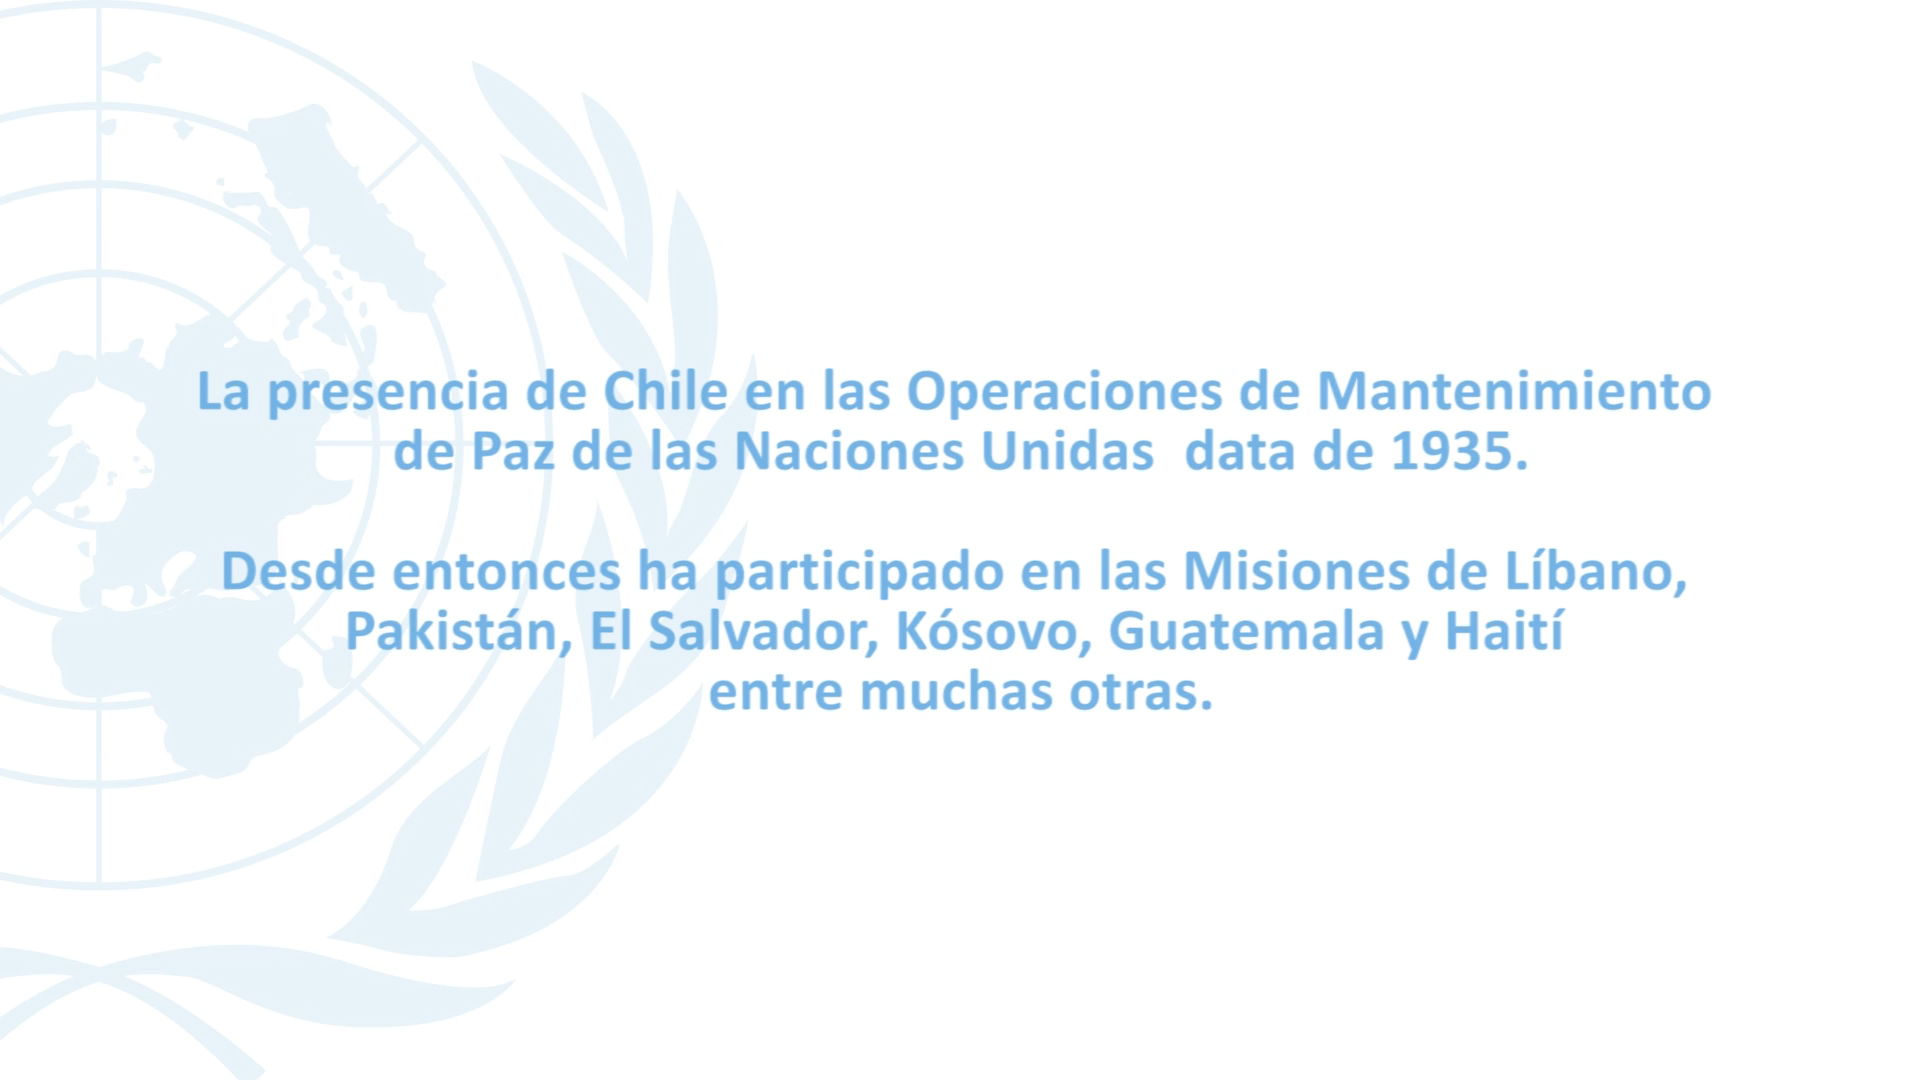 La presencia de Chile en las Operaciones de Mantenimiento
de Paz de las Naciones Unidas  data de 1935.
Desde entonces ha participado en las Misiones de Líbano,
Pakistán, El Salvador, Kósovo, Guatemala y Haití
entre muchas otras.